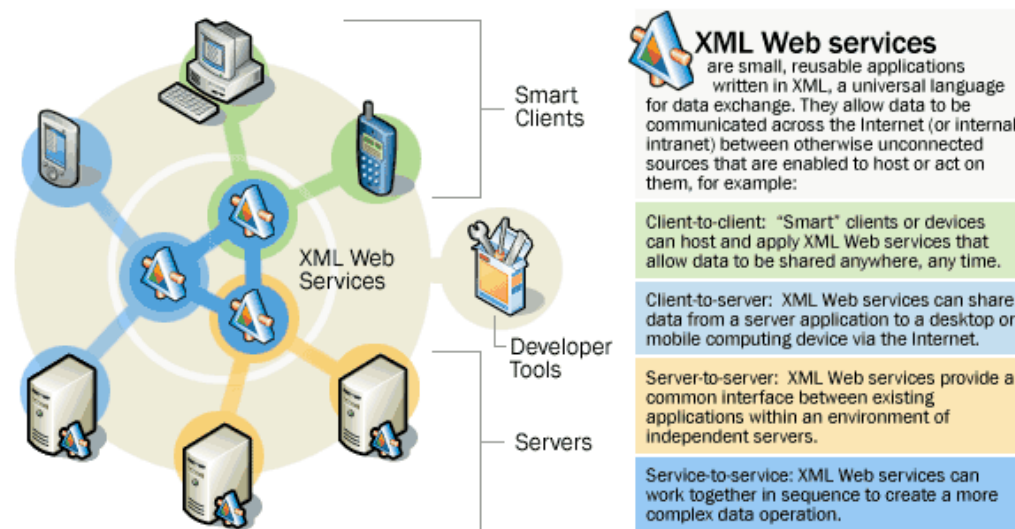 Smart
Clients
XML Web
Services
Developer
Tools
Servers
XML Web services
are small, reusable applications
written in XML, a universal language
for data exchange. They allow data to be
communicated across the Internet (or internal
intranet) between otherwise unconnected
sources that are enabled to host or act on
them, for example:
Client-to-client: “Smart” clients or devices
can host and apply XML Web services that
allow data to be shared anywhere, any time.
Client-to-server: XML Web services can share
data from a server application to a desktop or
mobile computing device via the Internet.
Server-to-server: XML Web services provide a
common interface between existing
applications within an environment of
independent servers.
Service-to-service: XML Web services can
work together in sequence to create a more
complex data operation.